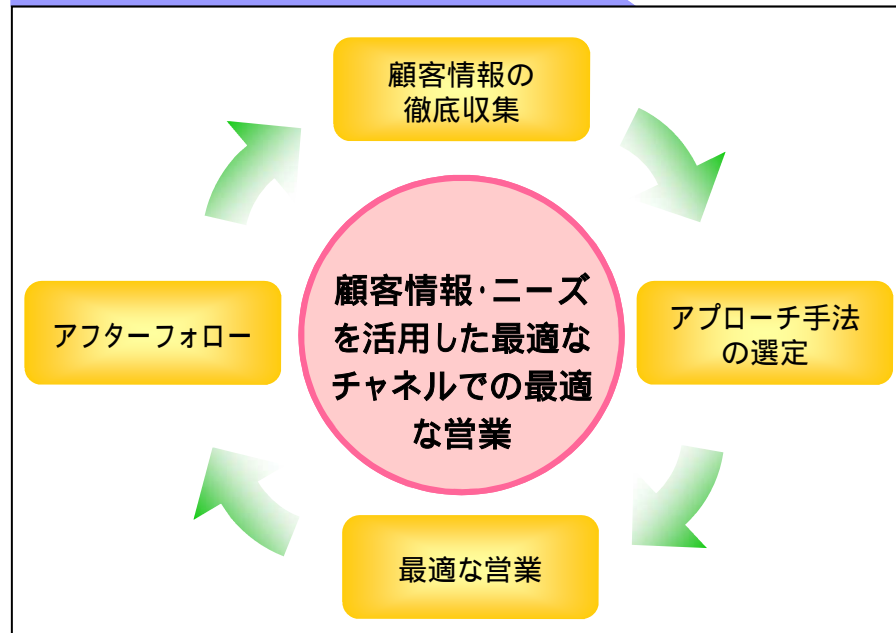 顧客情報の
徹底収集
顧客情報・ニーズ
を活用した最適な
チャネルでの最適
な営業
アフターフォロー
アプローチ手法
の選定
最適な営業